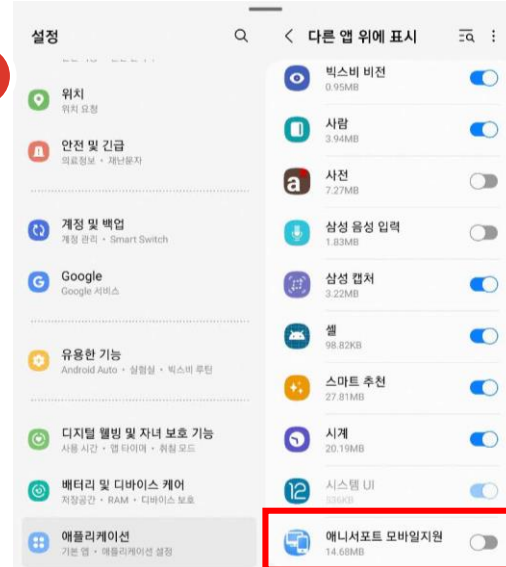 설정
위치
위치 요청
안전 및 긴급
의료정보 • 재난문자
계정 및 백업
계정 관리 • Smart Switch
Google
Google 서비스
유용한 기능
Android Auto • 실험실 • 빅스비 루틴
디지털 웰빙 및 자녀 보호 기능
사용 시간 • 앱 타이머 • 취침 모드
배터리 및 디바이스 케어
저장공간 • RAM • 디바이스 보호
애플리케이션
기본 앱 • 애플리케이션 설정
다른 앱 위에 표시
빅스비 비전
0.95MB
사람
3.94MB
사전
7.27MB
삼성 음성 입력
1.83MB
삼성 캡처
3.22MB
셸
98.82KB
스마트 추천
27.81MB
시계
20.19MB
시스템 UI
536KB
애니서포트 모바일지원
14.68MB